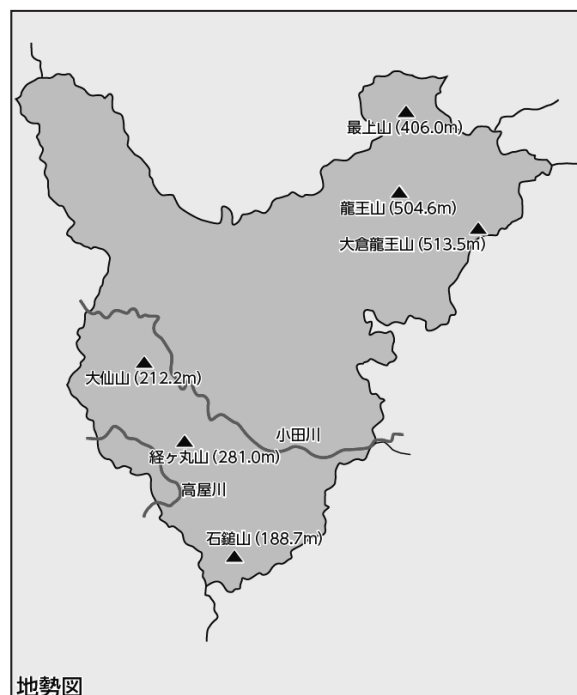 最上山(406.0m)
龍王山(504.6m)
大倉龍王山(513.5m)
大仙山(212.2m)
小田川
経ヶ丸山(281.0m)
高屋川
石鎚山(188.7m)
地勢図